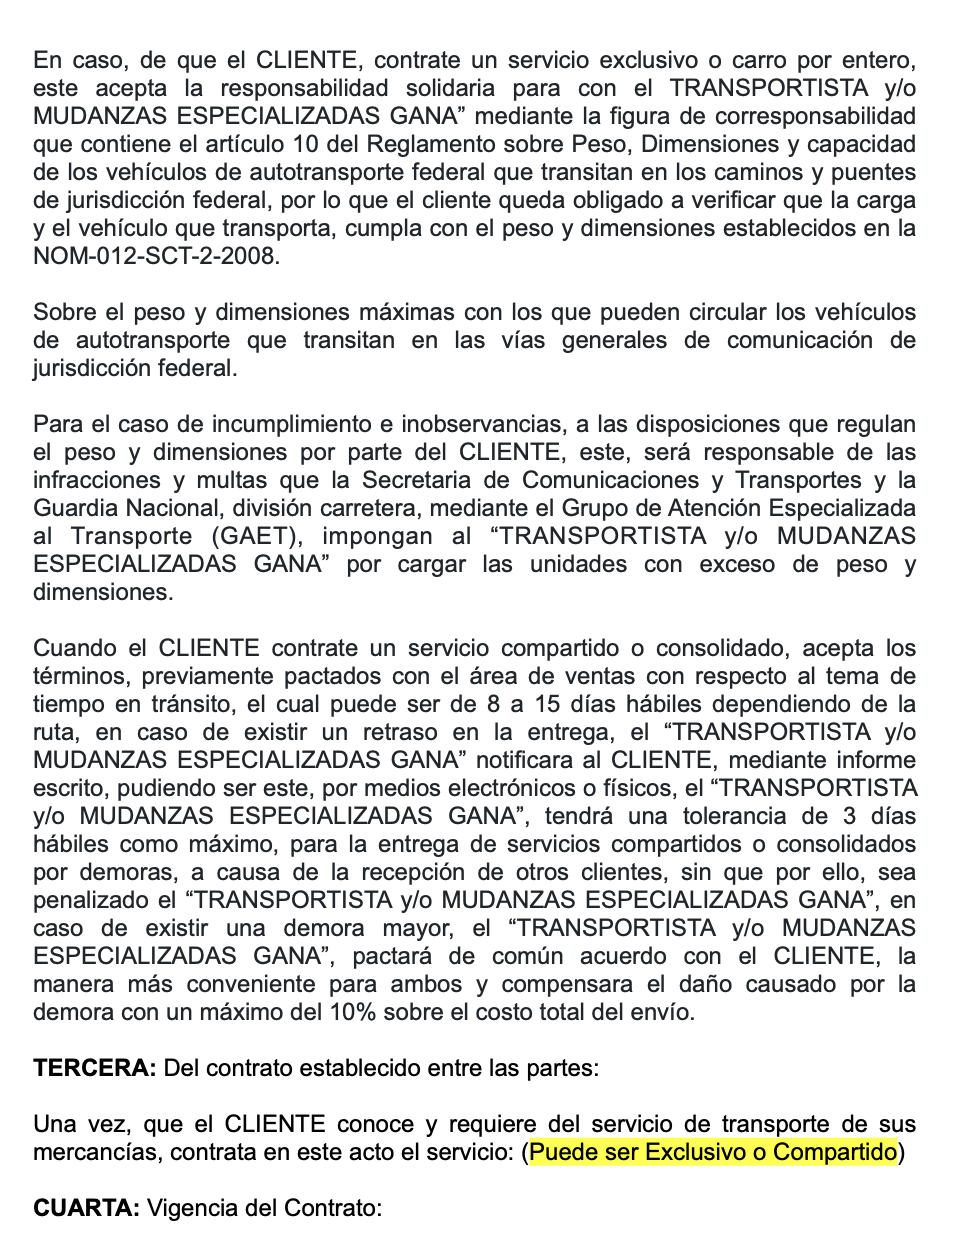 En caso, de que el CLIENTE, contrate un servicio exclusivo o carro por entero,
este acepta la responsabilidad solidaria para con el TRANSPORTISTA y/o
MUDANZAS ESPECIALIZADAS GANA” mediante la figura de corresponsabilidad
que contiene el artículo 10 del Reglamento sobre Peso, Dimensiones y capacidad
de los vehículos de autotransporte federal que transitan en los caminos y puentes
de jurisdicción federal, por lo que el cliente queda obligado a verificar que la carga
y el vehículo que transporta, cumpla con el peso y dimensiones establecidos en la
NOM-012-SCT-2-2008.
Sobre el peso y dimensiones máximas con los que pueden circular los vehículos
de autotransporte que transitan en las vías generales de comunicación de
jurisdicción federal.
Para el caso de incumplimiento e inobservancias, a las disposiciones que regulan
el peso y dimensiones por parte del CLIENTE, este, será responsable de las
infracciones y multas que la Secretaria de Comunicaciones y Transportes y la
Guardia Nacional, división carretera, mediante el Grupo de Atención Especializada
al Transporte (GAET), impongan al “TRANSPORTISTA y/o MUDANZAS
ESPECIALIZADAS GANA” por cargar las unidades con exceso de peso y
dimensiones.
Cuando el CLIENTE contrate un servicio compartido o consolidado, acepta los
términos, previamente pactados con el área de ventas con respecto al tema de
tiempo en tránsito, el cual puede ser de 8 a 15 días hábiles dependiendo de la
ruta, en caso de existir un retraso en la entrega, el “TRANSPORTISTA y/o
MUDANZAS ESPECIALIZADAS GANA” notificara al CLIENTE, mediante informe
escrito, pudiendo ser este, por medios electrónicos o físicos, el “TRANSPORTISTA
y/o MUDANZAS ESPECIALIZADAS GANA”, tendrá una tolerancia de 3 días
hábiles como máximo, para la entrega de servicios compartidos o consolidados
por demoras, a causa de la recepción de otros clientes, sin que por ello, sea
penalizado el “TRANSPORTISTA y/o MUDANZAS ESPECIALIZADAS GANA”, en
caso de existir una demora mayor, el “TRANSPORTISTA y/o MUDANZAS
ESPECIALIZADAS GANA”, pactará de común acuerdo con el CLIENTE, la
manera más conveniente para ambos y compensara el daño causado por la
demora con un máximo del 10% sobre el costo total del envío.
TERCERA: Del contrato establecido entre las partes:
Una vez, que el CLIENTE conoce y requiere del servicio de transporte de sus
mercancías, contrata en este acto el servicio: (Puede ser Exclusivo o Compartido)
CUARTA: Vigencia del Contrato: